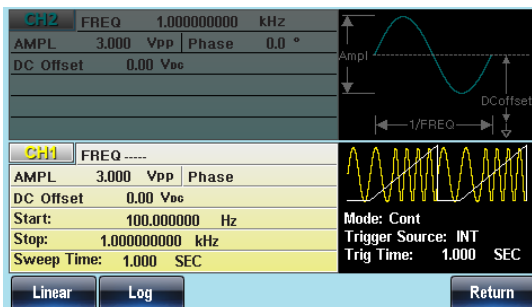 CH2 FREQ 1.000000000 kHz
AMPL 3.000 VPP Phase 0.0 °
DC Offset 0.00 VDC
Ampl
DCoffset
1/FREQ
CH1 FREQ -----
AMPL 3.000 VPP Phase
DC Offset 0.00 VDC
Start: 100.000000 Hz
Stop: 1.000000000 kHz
Sweep Time: 1.000 SEC
Mode: Cont
Trigger Source: INT
Trig Time: 1.000 SEC
Linear Log Return